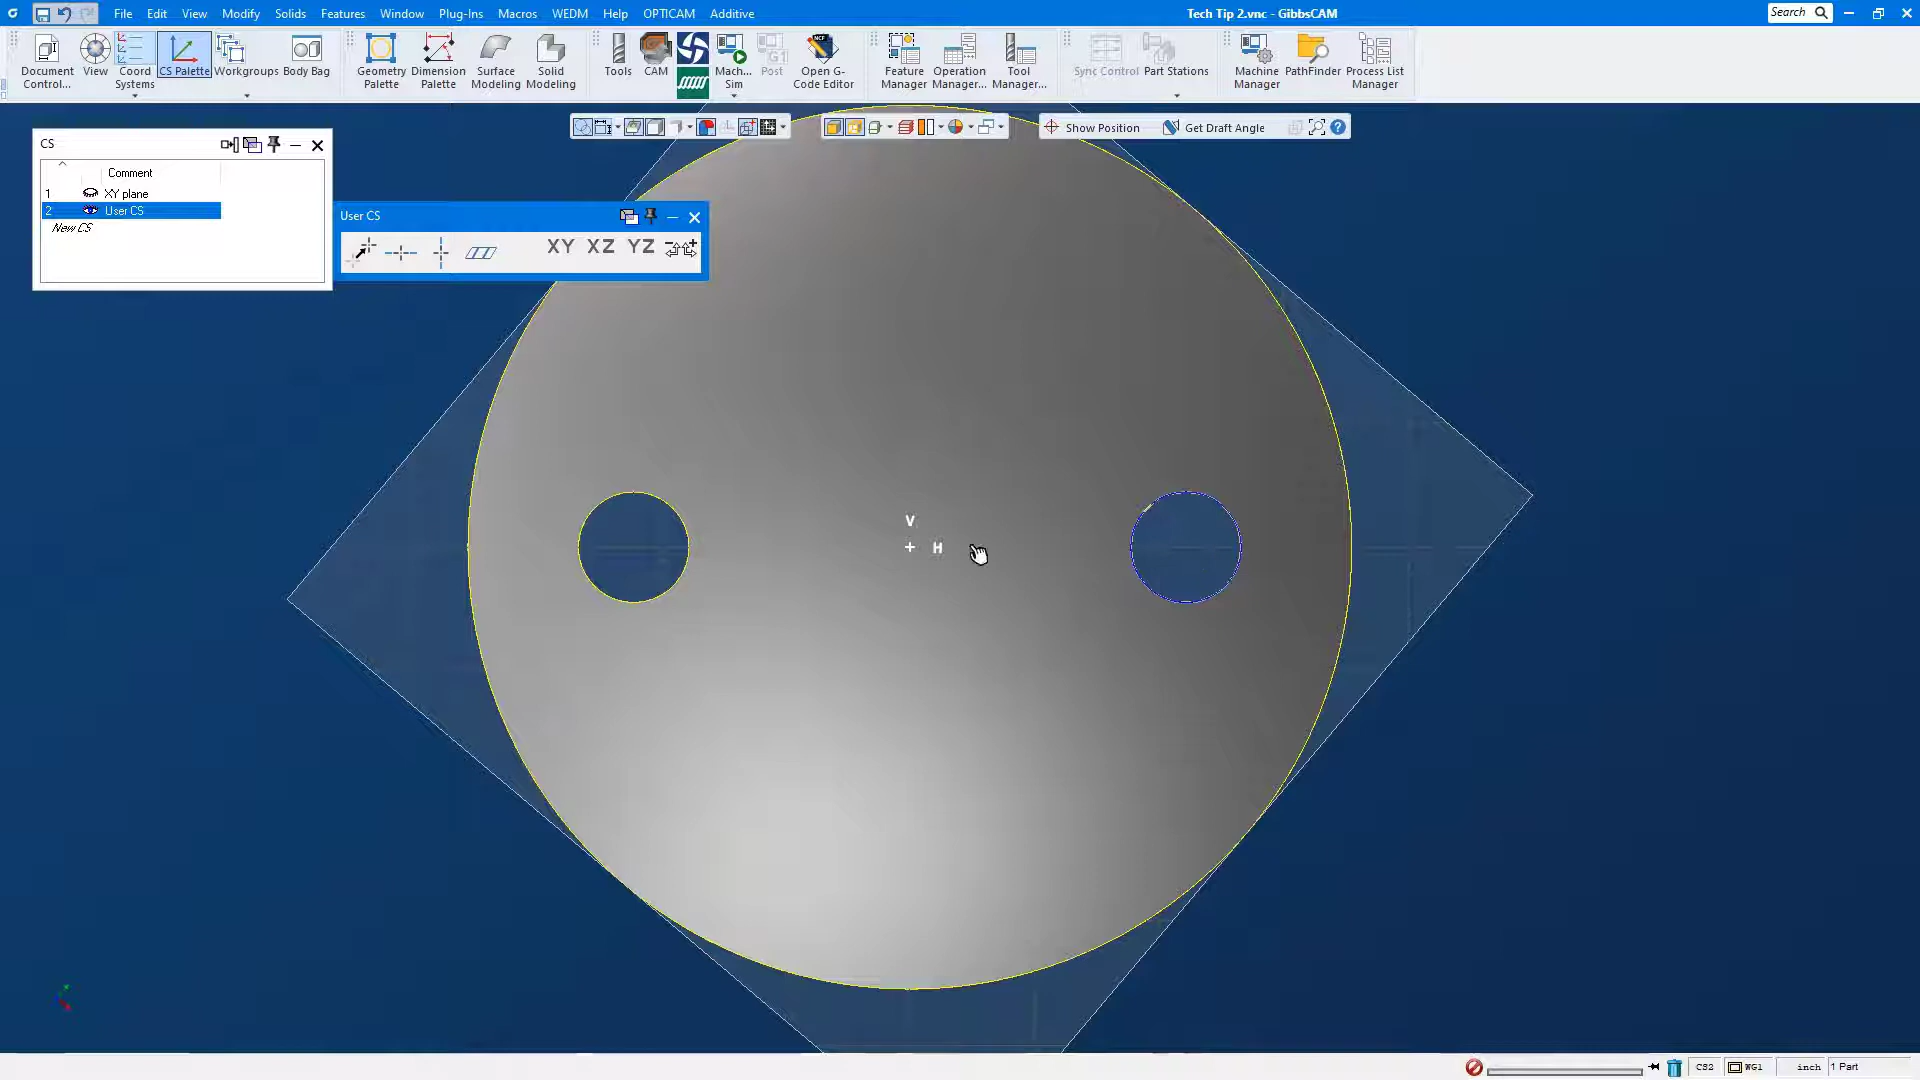 File Edit View Modify Solids Features Window Plug-Ins Macros WEDM Help OPTICAM Additive
Tech Tip 2.vnc - GibbsCAM
Search
Document Control...
View
Coord Systems
CS Palette
Workgroups
Body Bag
Geometry Palette
Dimension Palette
Surface Modeling
Solid Modeling
Tools
CAM
Mach... Sim
Post
Open G-Code Editor
Feature Manager
Operation Manager...
Tool Manager...
Sync Control
Part Stations
Machine Manager
PathFinder
Process List Manager
Show Position
Get Draft Angle
CS
Comment
1 XY plane
2 User CS
New CS
User CS
XY XZ YZ
V
H
CS2 WG1 inch 1 Part